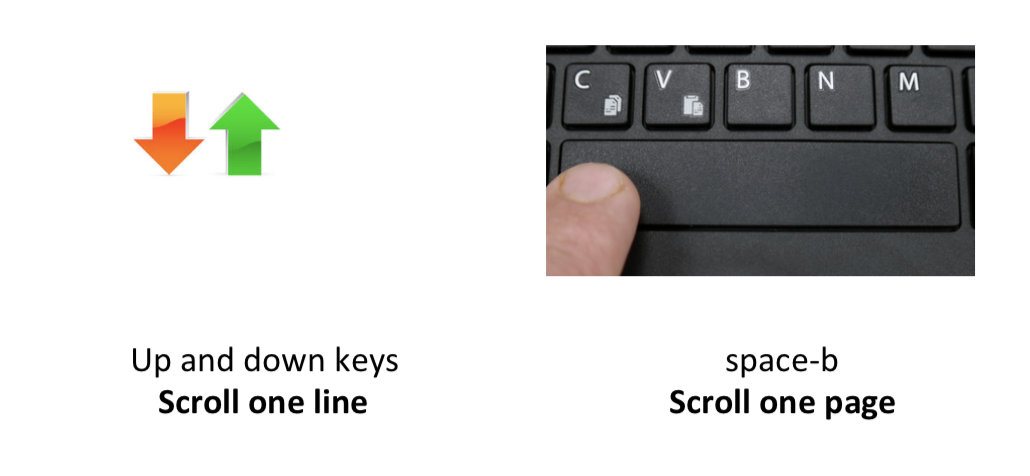 C V B N M
Up and down keys
Scroll one line
space-b
Scroll one page